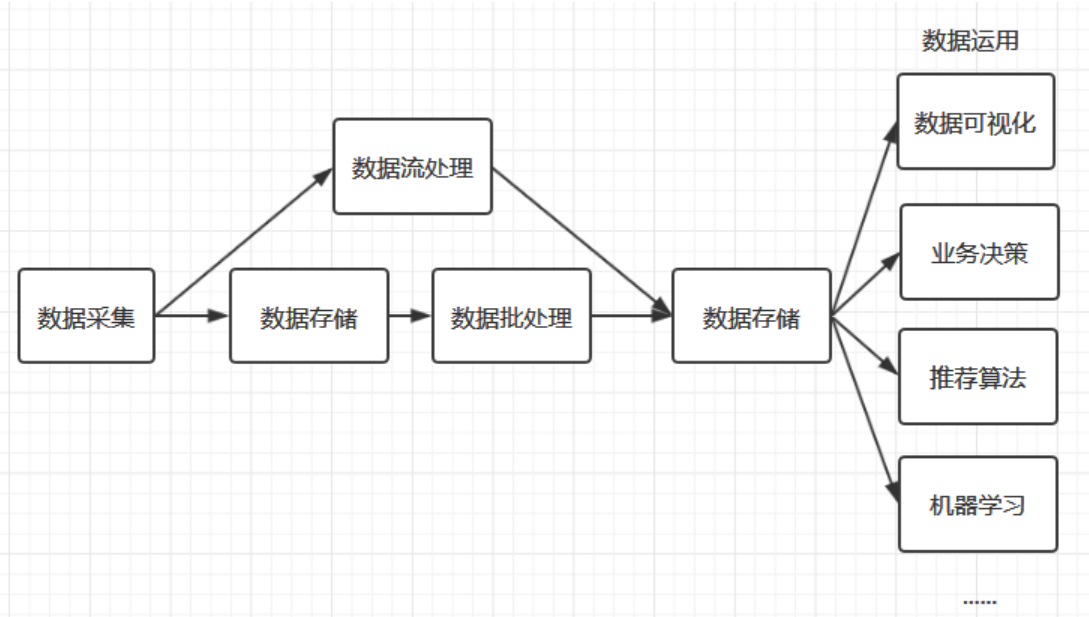 数据运用
数据可视化
数据流处理
业务决策
数据采集
数据存储
数据批处理
数据存储
推荐算法
机器学习
......